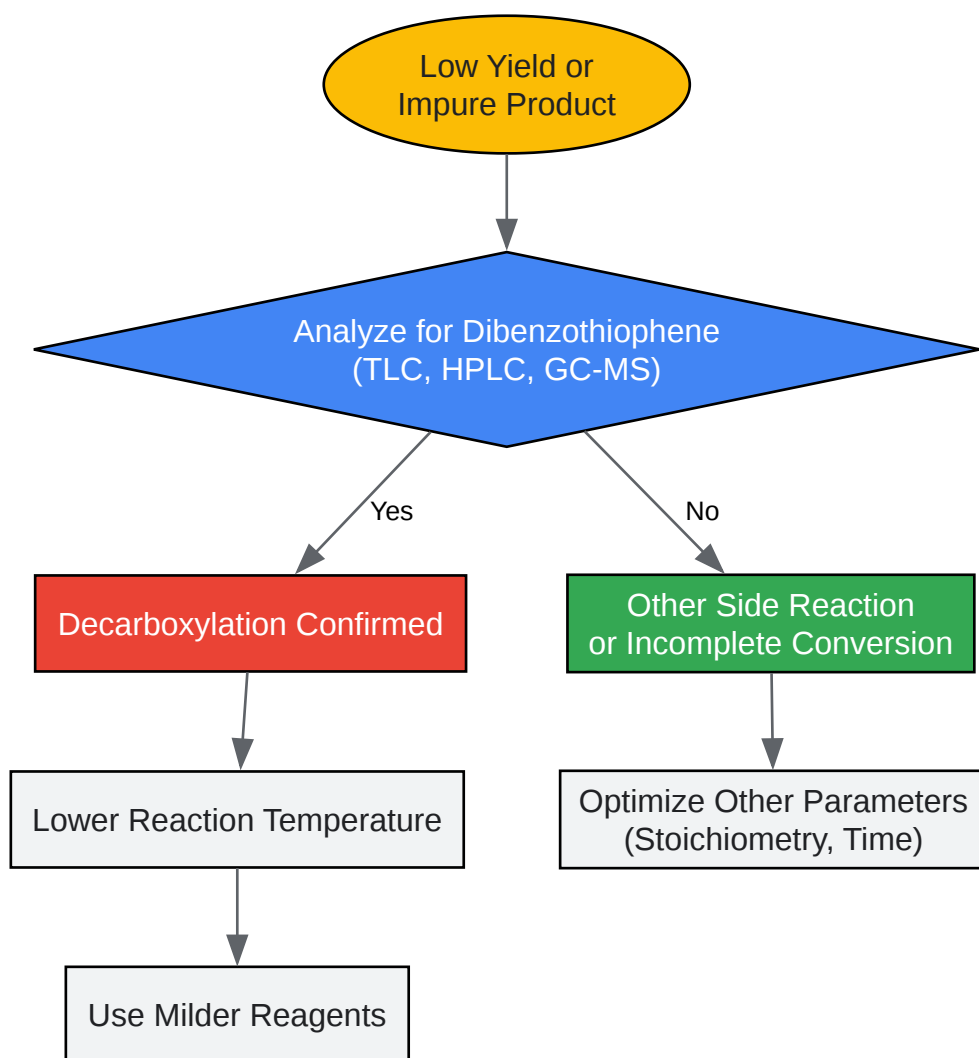 Low Yield or
Impure Product
Analyze for Dibenzothiophene
(TLC, HPLC, GC-MS)
Yes
No
Decarboxylation Confirmed
Other Side Reaction
or Incomplete Conversion
Lower Reaction Temperature
Optimize Other Parameters
(Stoichiometry, Time)
Use Milder Reagents